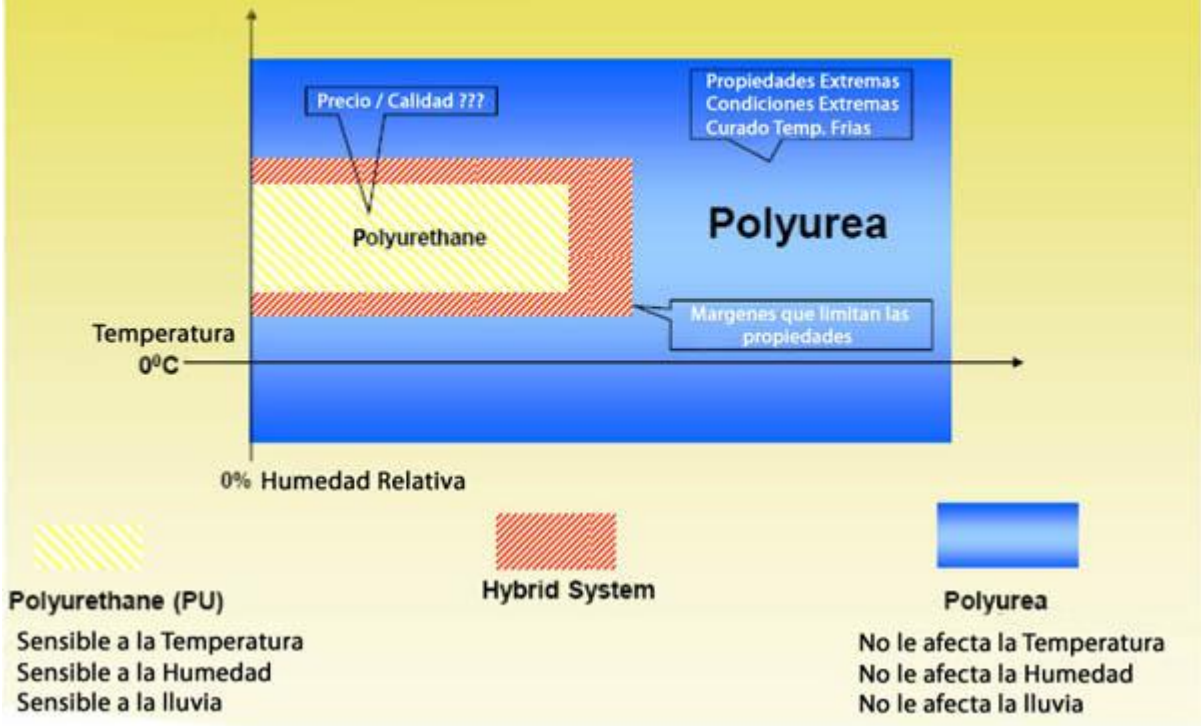 Precio / Calidad ???
Propiedades Extremas
Condiciones Extremas
Curado Temp. Frias
Polyurethane
Polyurea
Margenes que limitan las
propiedades
Temperatura
0⁰C
0% Humedad Relativa
Polyurethane (PU)
Sensible a la Temperatura
Sensible a la Humedad
Sensible a la lluvia
Hybrid System
Polyurea
No le afecta la Temperatura
No le afecta la Humedad
No le afecta la lluvia